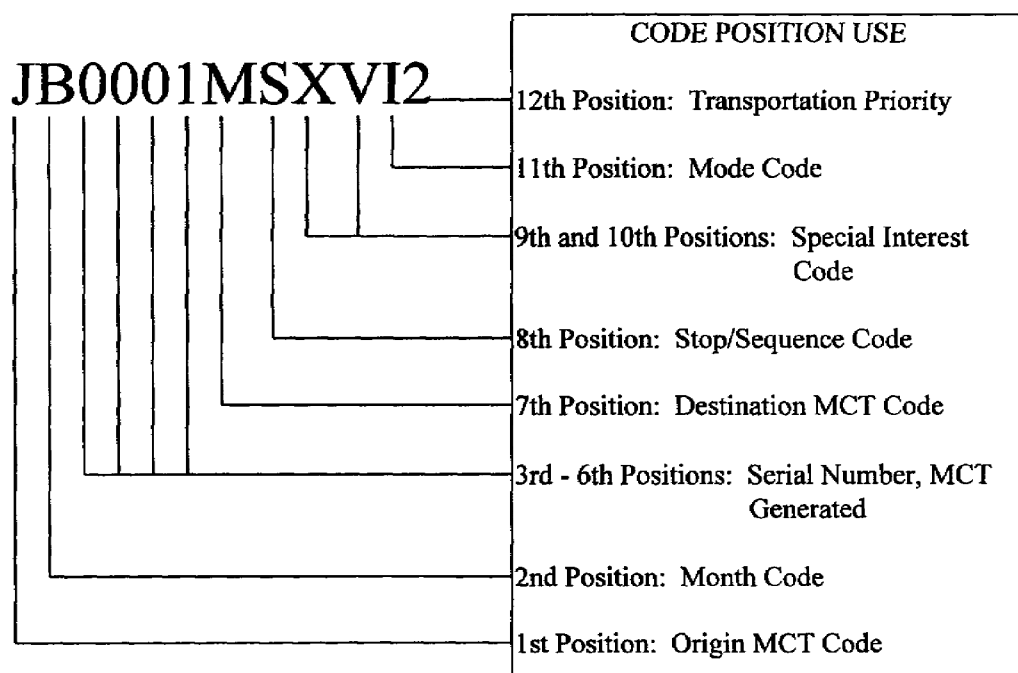 CODE POSITION USE
JB0001MSXVI2
12th Position: Transportation Priority
11th Position: Mode Code
9th and 10th Positions: Special Interest
Code
8th Position: Stop/Sequence Code
7th Position: Destination MCT Code
3rd - 6th Positions: Serial Number, MCT
Generated
2nd Position: Month Code
1st Position: Origin MCT Code